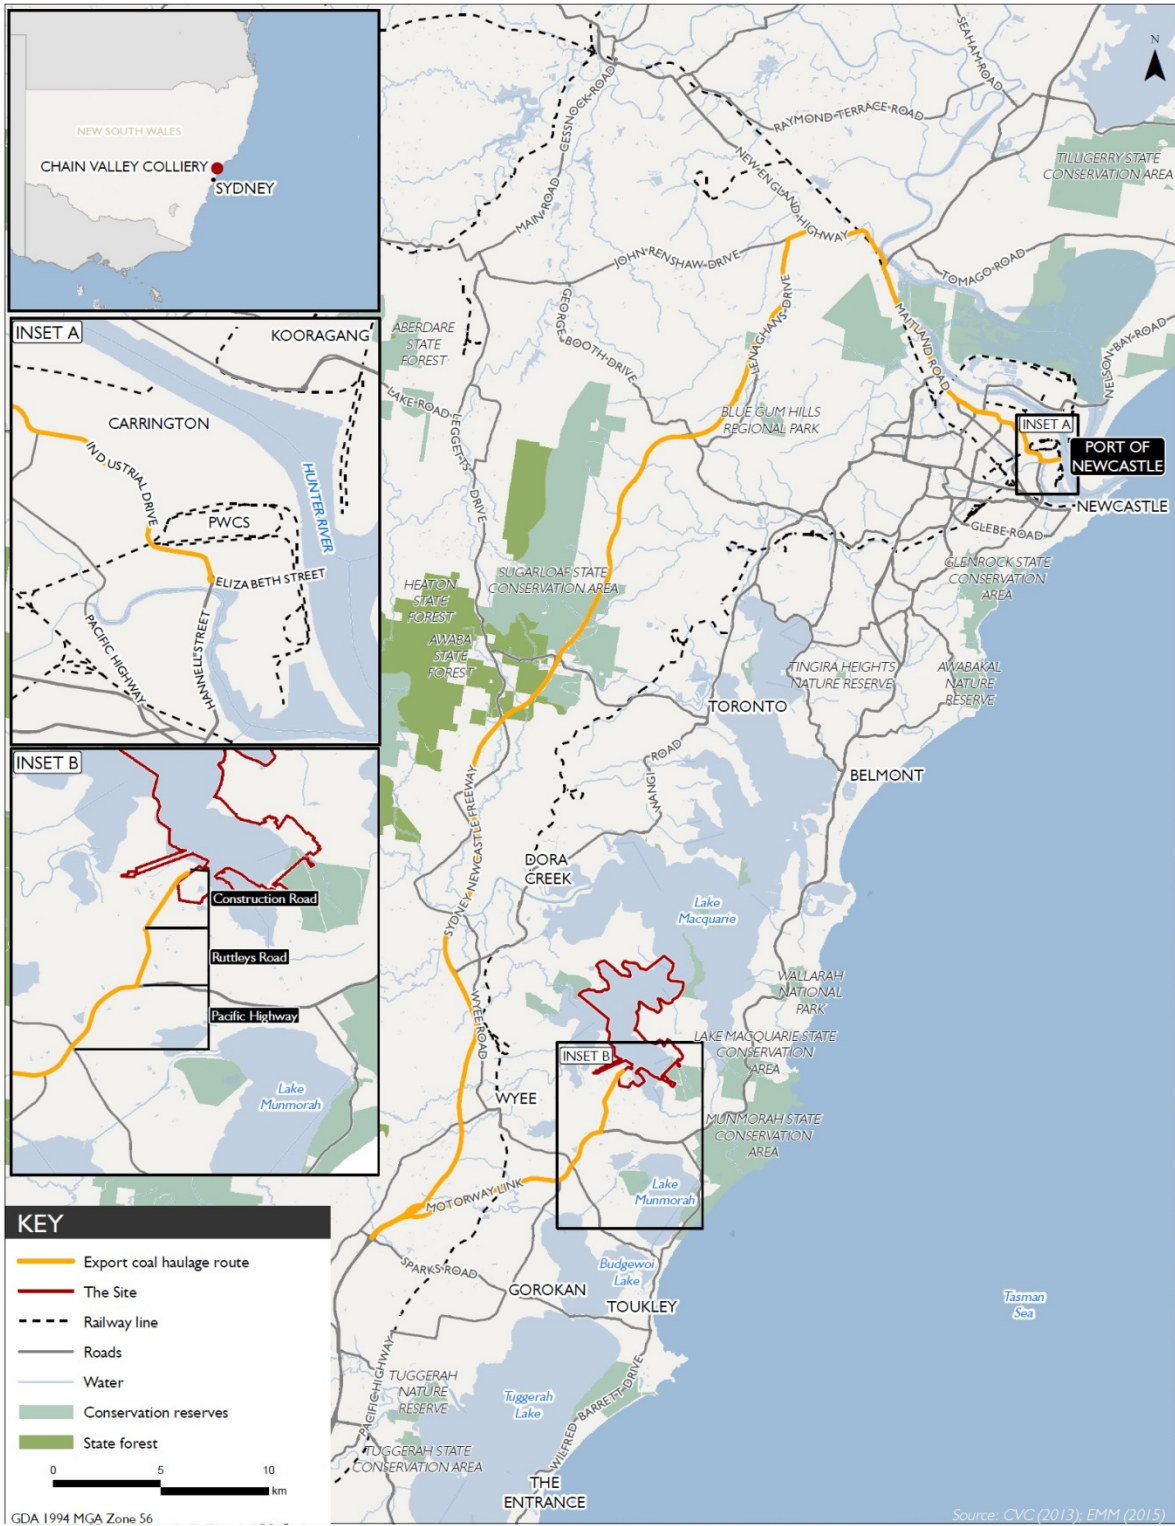 NEW SOUTH WALES
CHAIN VALLEY COLLIERY
SYDNEY
INSET A
KOORAGANG
CARRINGTON
INDUSTRIAL DRIVE
HUNTER RIVER
PWCS
ELIZABETH STREET
PACIFIC HIGHWAY
HANNELL STREET
INSET B
Construction Road
Ruttleys Road
Pacific Highway
Lake
Munmorah
N
SEAHAM ROAD
RAYMOND TERRACE ROAD
MAIN ROAD
CESSNOCK ROAD
NEW ENGLAND HIGHWAY
TILLIGERRY STATE
CONSERVATION AREA
JOHN RENSHAW DRIVE
TOMAGO ROAD
LENAGHANS DRIVE
GEORGE BOOTH DRIVE
ABERDARE
STATE
FOREST
MAITLAND ROAD
NELSON BAY ROAD
LAKE ROAD
LEGGETTS DRIVE
BLUE GUM HILLS
REGIONAL PARK
INSET A
PORT OF
NEWCASTLE
NEWCASTLE
GLEBE ROAD
GLENROCK STATE
CONSERVATION
AREA
HEATON
STATE
FOREST
SUGARLOAF STATE
CONSERVATION AREA
AWABA
STATE
FOREST
TINGIRA HEIGHTS
NATURE RESERVE
AWABAKAL
NATURE
RESERVE
TORONTO
WANGI ROAD
BELMONT
SYDNEY NEWCASTLE FREEWAY
DORA
CREEK
Lake
Macquarie
WALLARAH
NATIONAL
PARK
WYEE ROAD
LAKE MACQUARIE STATE
CONSERVATION
AREA
INSET B
WYEE
MUNMORAH STATE
CONSERVATION
AREA
MOTORWAY LINK
Lake
Munmorah
SPARKS ROAD
Budgewoi
Lake
GOROKAN
TOUKLEY
Tasman
Sea
PACIFIC HIGHWAY
TUGGERAH
NATURE
RESERVE
Tuggerah
Lake
WILFRED BARRETT DRIVE
TUGGERAH STATE
CONSERVATION AREA
THE
ENTRANCE
KEY
Export coal haulage route
The Site
Railway line
Roads
Water
Conservation reserves
State forest
0 5 10
km
GDA 1994 MGA Zone 56
Source: CVC (2013); EMM (2015)